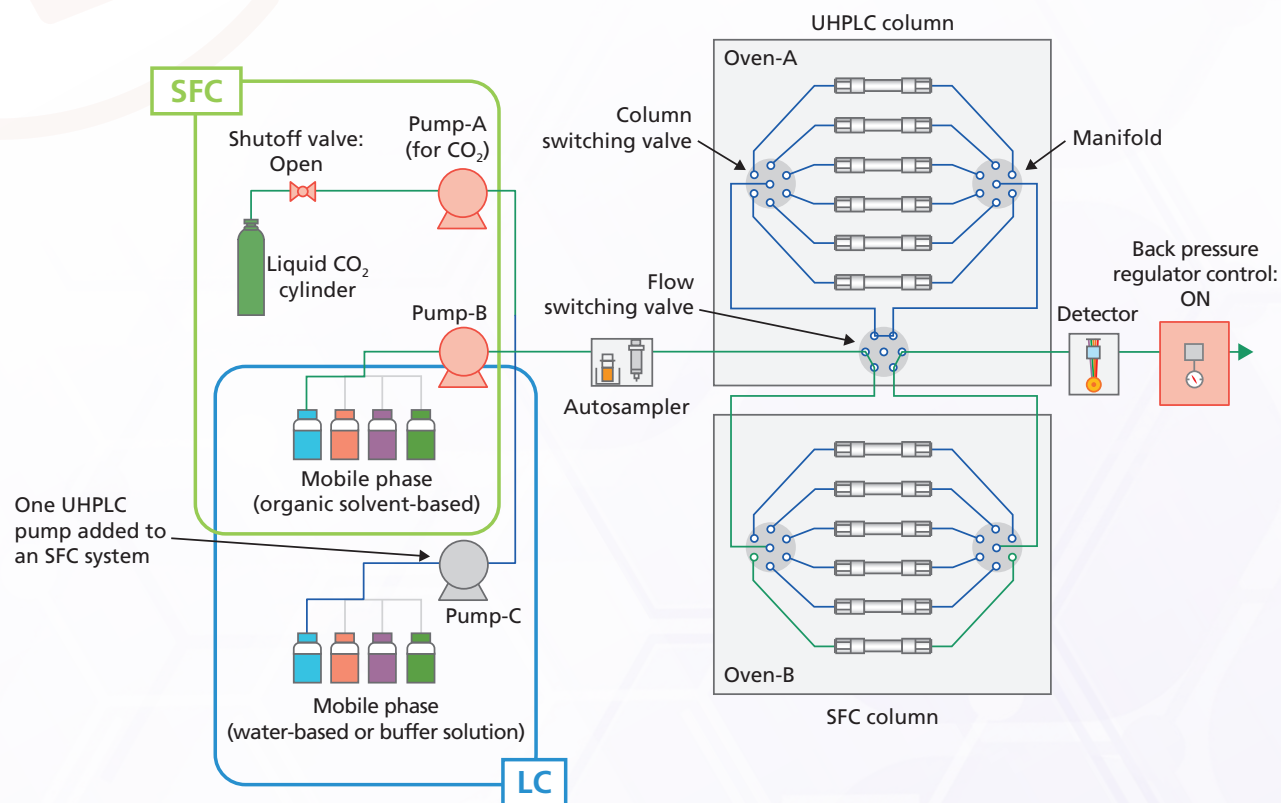 UHPLC column
Oven-A
SFC
Shutoff valve:
Open
Pump-A
(for CO₂)
Column
switching valve
Manifold
Liquid CO₂
cylinder
Back pressure
regulator control:
ON
Flow
switching valve
Pump-B
Detector
Autosampler
Mobile phase
(organic solvent-based)
One UHPLC
pump added to
an SFC system
Pump-C
Oven-B
Mobile phase
(water-based or buffer solution)
SFC column
LC